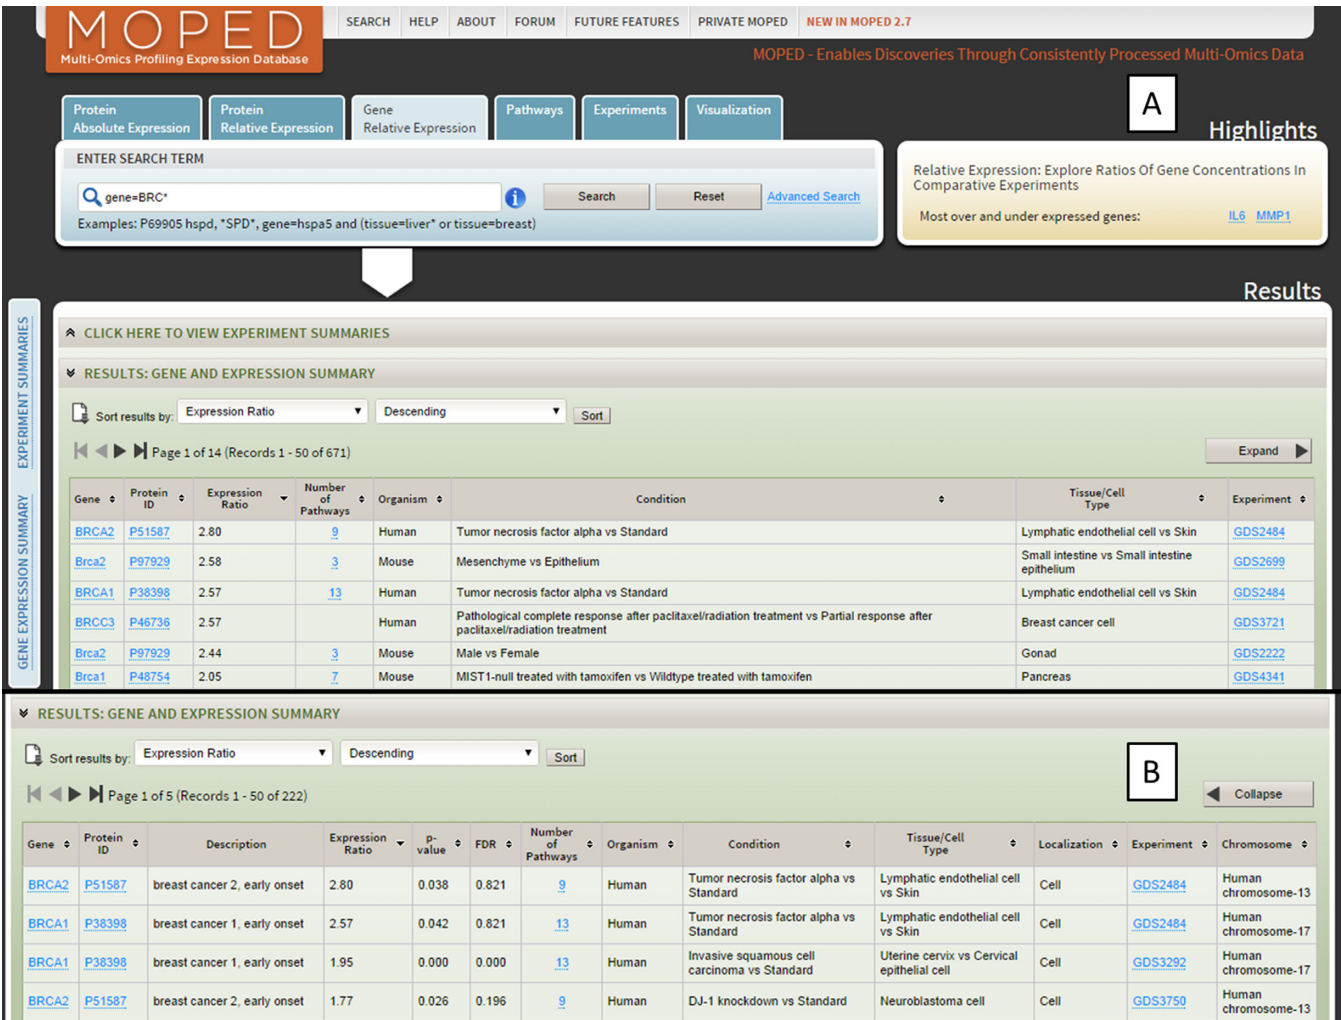 MOPED
Multi-Omics Profiling Expression Database
SEARCH HELP ABOUT FORUM FUTURE FEATURES PRIVATE MOPED NEW IN MOPED 2.7
MOPED - Enables Discoveries Through Consistently Processed Multi-Omics Data
A
Protein Absolute Expression
Protein Relative Expression
Gene Relative Expression
Pathways
Experiments
Visualization
Highlights
ENTER SEARCH TERM
gene=BRC*
i
Search
Reset
Advanced Search
Examples: P69905 hspd, *SPD*, gene=hspa5 and (tissue=liver* or tissue=breast)
Relative Expression: Explore Ratios Of Gene Concentrations In
Comparative Experiments
Most over and under expressed genes: IL6 MMP1
Results
EXPERIMENT SUMMARIES
GENE EXPRESSION SUMMARY
CLICK HERE TO VIEW EXPERIMENT SUMMARIES
RESULTS: GENE AND EXPRESSION SUMMARY
Sort results by: Expression Ratio Descending Sort
Page 1 of 14 (Records 1 - 50 of 671)
Expand
Gene Protein ID Expression Ratio Number of Pathways Organism Condition Tissue/Cell Type Experiment
BRCA2 P51587 2.80 9 Human Tumor necrosis factor alpha vs Standard Lymphatic endothelial cell vs Skin GDS2484
Brca2 P97929 2.58 3 Mouse Mesenchyme vs Epithelium Small intestine vs Small intestine epithelium GDS2699
BRCA1 P38398 2.57 13 Human Tumor necrosis factor alpha vs Standard Lymphatic endothelial cell vs Skin GDS2484
BRCC3 P46736 2.57 Human Pathological complete response after paclitaxel/radiation treatment vs Partial response after paclitaxel/radiation treatment Breast cancer cell GDS3721
Brca2 P97929 2.44 3 Mouse Male vs Female Gonad GDS2222
Brca1 P48754 2.05 7 Mouse MIST1-null treated with tamoxifen vs Wildtype treated with tamoxifen Pancreas GDS4341
RESULTS: GENE AND EXPRESSION SUMMARY
Sort results by: Expression Ratio Descending Sort
B
Page 1 of 5 (Records 1 - 50 of 222)
Collapse
Gene Protein ID Description Expression Ratio p-value FDR Number of Pathways Organism Condition Tissue/Cell Type Localization Experiment Chromosome
BRCA2 P51587 breast cancer 2, early onset 2.80 0.038 0.821 9 Human Tumor necrosis factor alpha vs Standard Lymphatic endothelial cell vs Skin Cell GDS2484 Human chromosome-13
BRCA1 P38398 breast cancer 1, early onset 2.57 0.042 0.821 13 Human Tumor necrosis factor alpha vs Standard Lymphatic endothelial cell vs Skin Cell GDS2484 Human chromosome-17
BRCA1 P38398 breast cancer 1, early onset 1.95 0.000 0.000 13 Human Invasive squamous cell carcinoma vs Standard Uterine cervix vs Cervical epithelial cell Cell GDS3292 Human chromosome-17
BRCA2 P51587 breast cancer 2, early onset 1.77 0.026 0.196 9 Human DJ-1 knockdown vs Standard Neuroblastoma cell Cell GDS3750 Human chromosome-13